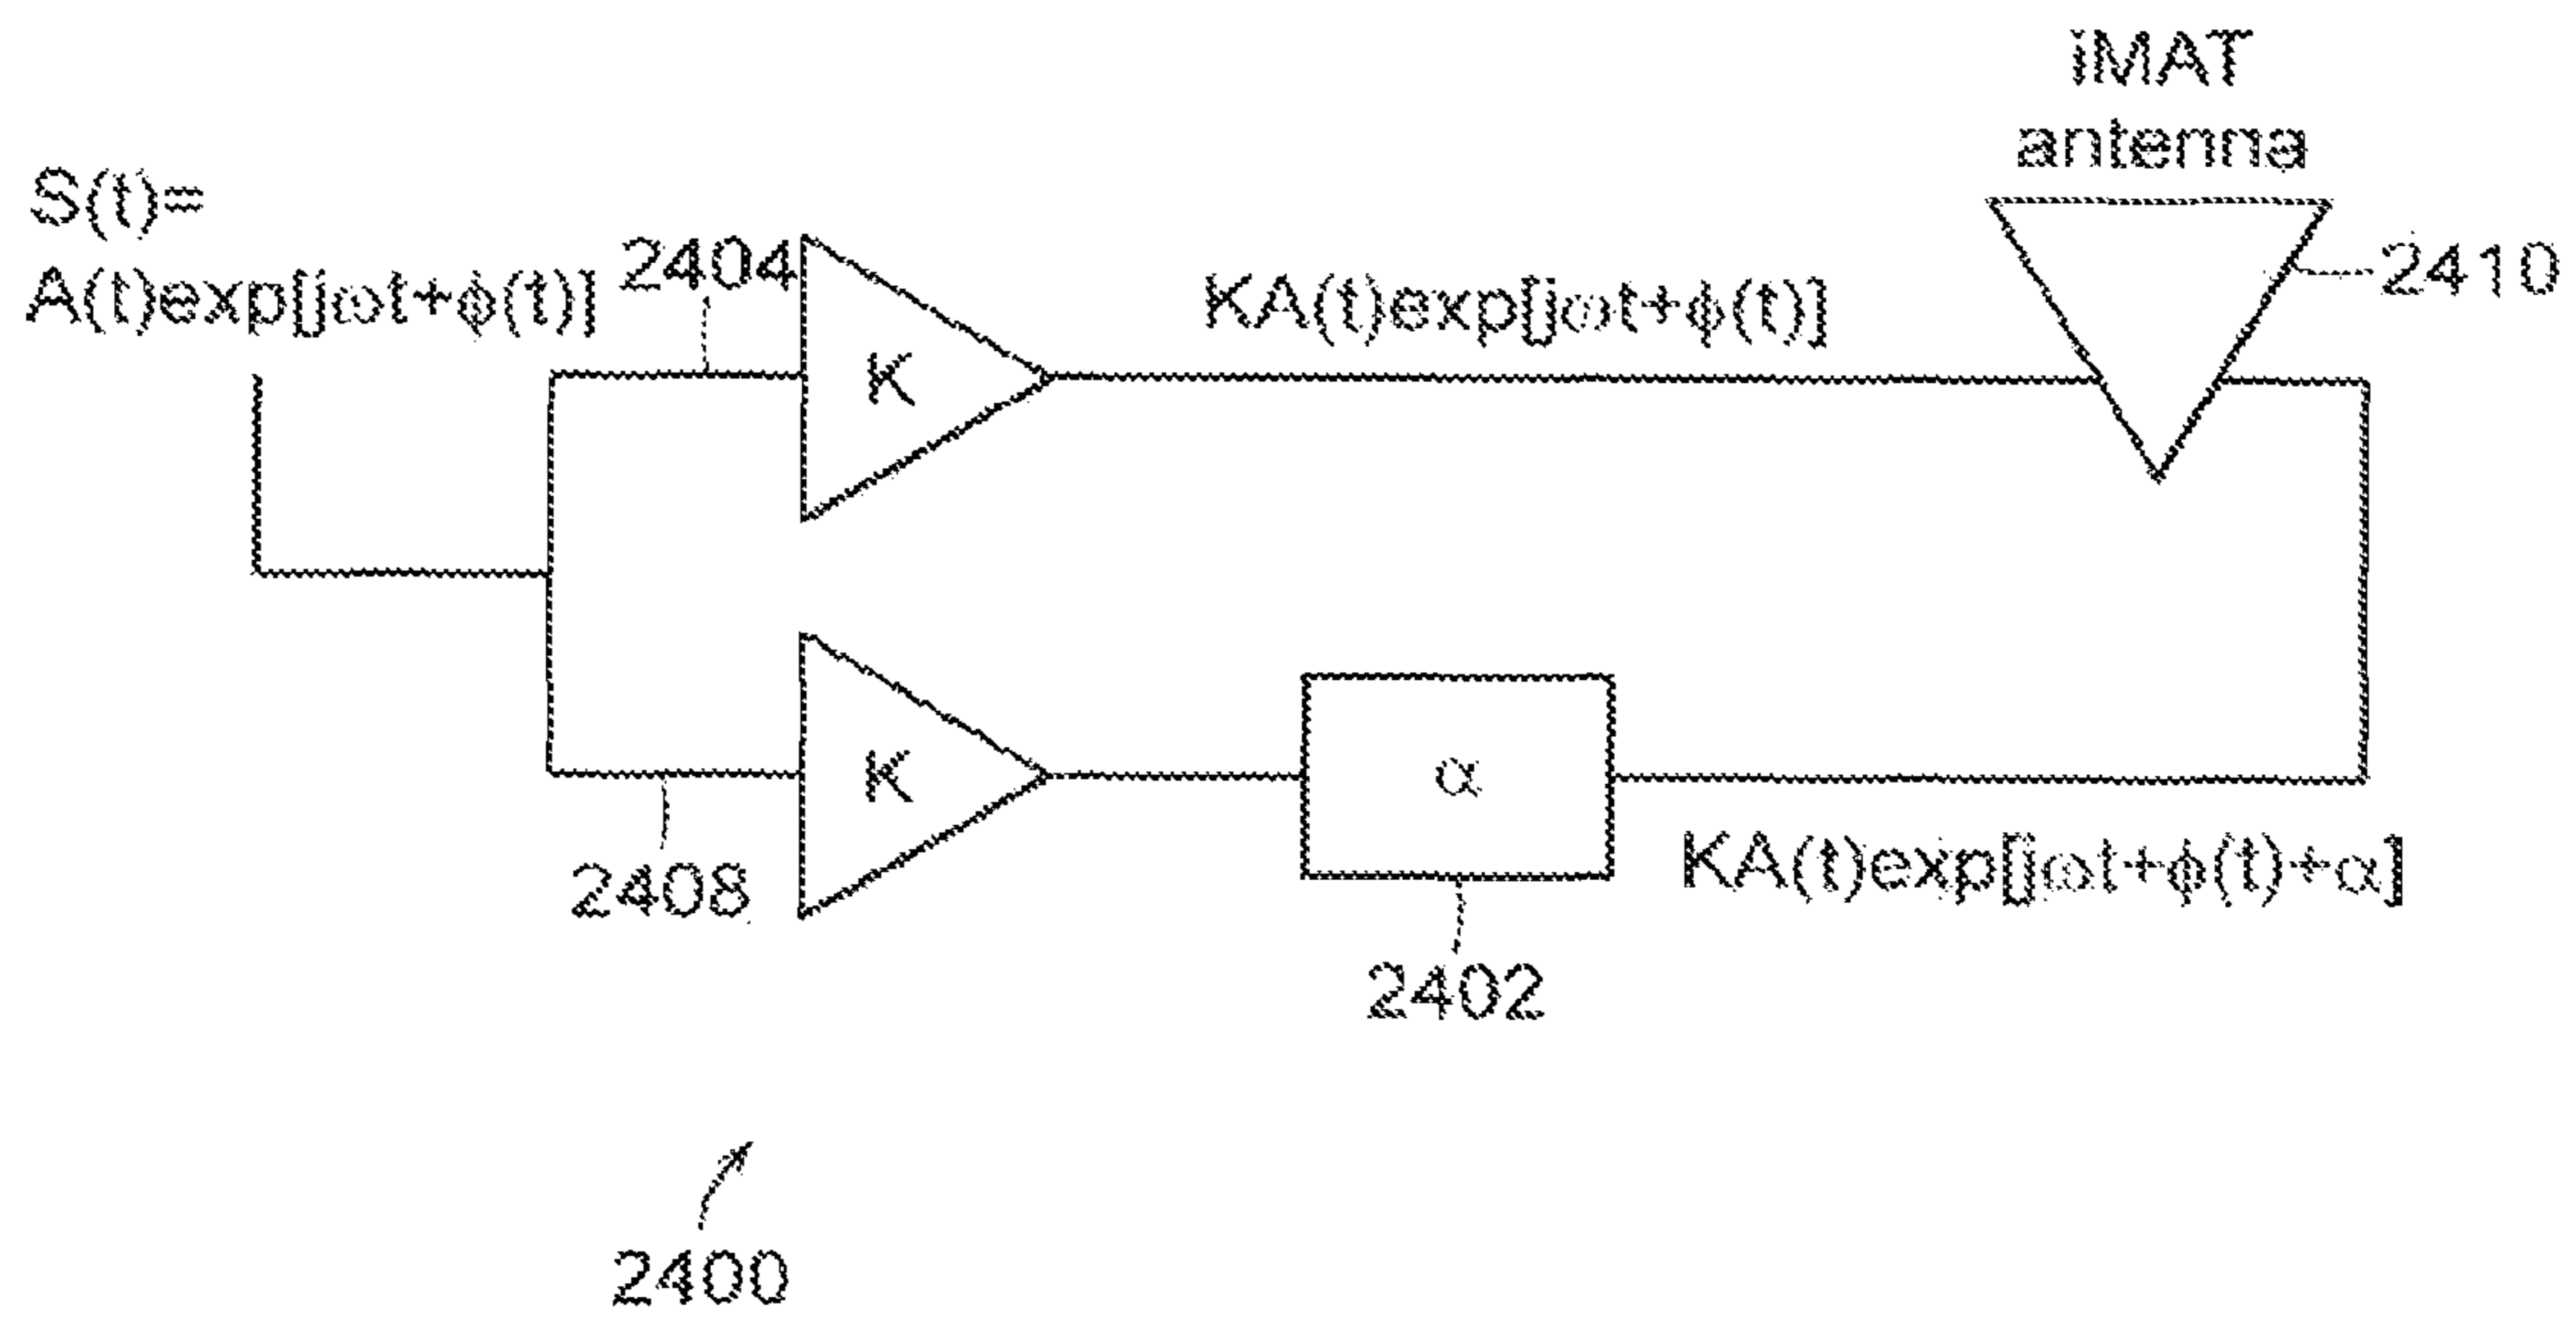 iMAT
antenna
S(t)=
A(t)exp[jωt+ϕ(t)]
2404
KA(t)exp[jωt+ϕ(t)]
2410
K
K
α
2408
KA(t)exp[jωt+ϕ(t)+α]
2402
2400